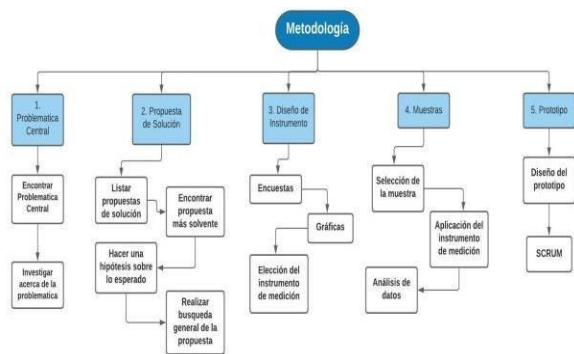 Metodología
1.
Problematica
Central
Encontrar
Problematica
Central
Investigar
acerca de la
problematica
2. Propuesta
de Solución
Listar
propuestas
de solución
Encontrar
propuesta
más solvente
Hacer una
hipótesis sobre
lo esperado
Realizar
busqueda
general de la
propuesta
3. Diseño de
Instrumento
Encuestas
Gráficas
Elección del
instrumento
de medición
4. Muestras
Selección de
la muestra
Aplicación del
instrumento
de medición
Análisis de
datos
5. Prototipo
Diseño del
prototipo
SCRUM